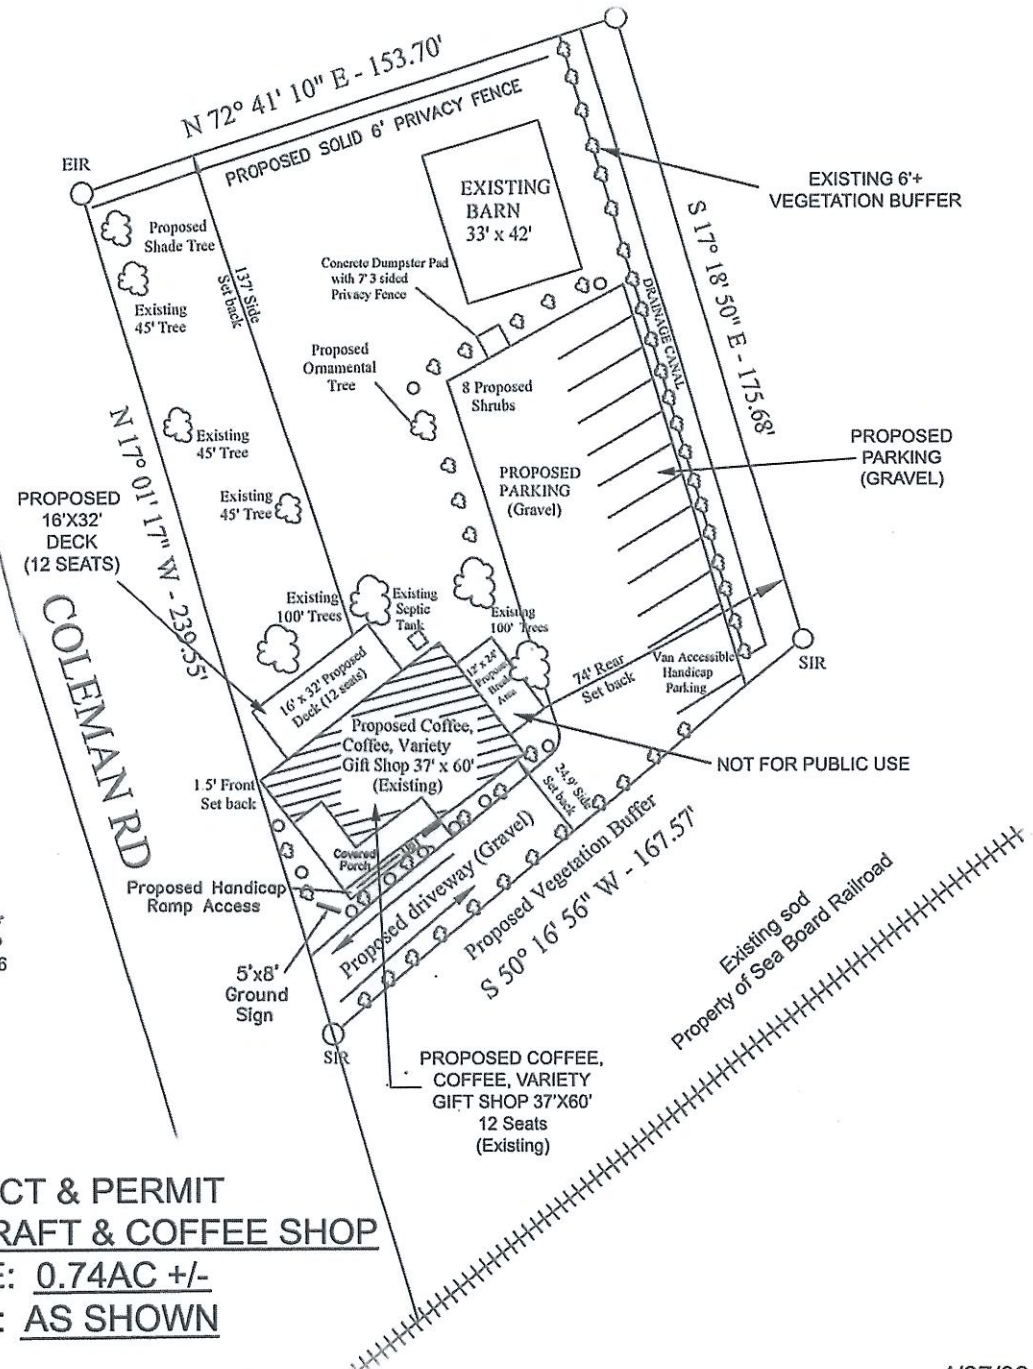 N 72° 41' 10" E - 153.70'
PROPOSED SOLID 6' PRIVACY FENCE
EIR
EXISTING 6'+
VEGETATION BUFFER
EXISTING
BARN
33' x 42'
Proposed
Shade Tree
S 17° 18' 50" E - 175.68'
Concrete Dumpster Pad
with 7' 3 sided
Privacy Fence
137' Side
Set back
Existing
45' Tree
DRAINAGE CANAL
Proposed
Ornamental
Tree
8 Proposed
Shrubs
N 17° 01' 17" W - 239.55'
Existing
45' Tree
PROPOSED
PARKING
(GRAVEL)
PROPOSED
PARKING
(Gravel)
Existing
45' Tree
PROPOSED
16'X32'
DECK
(12 SEATS)
COLEMAN RD
Existing
100' Trees
Existing
Septic
Tank
Existing
100' Trees
16' x 32' Proposed
Deck (12 seats)
12' x 24'
Proposed
Break
Area
74' Rear
Set back
Van Accessible
Handicap
Parking
SIR
Proposed Coffee,
Coffee, Variety
Gift Shop 37' x 60'
(Existing)
NOT FOR PUBLIC USE
1.5' Front
Set back
24.9' Side
Set back
Covered
Porch
Proposed Handicap
Ramp Access
Proposed driveway (Gravel)
Proposed Vegetation Buffer
S 50° 16' 56" W - 167.57'
Existing sod
Property of Sea Board Railroad
6
5'x8'
Ground
Sign
SIR
PROPOSED COFFEE,
COFFEE, VARIETY
GIFT SHOP 37'X60'
12 Seats
(Existing)
CT & PERMIT
RAFT & COFFEE SHOP
E: 0.74AC +/-
: AS SHOWN